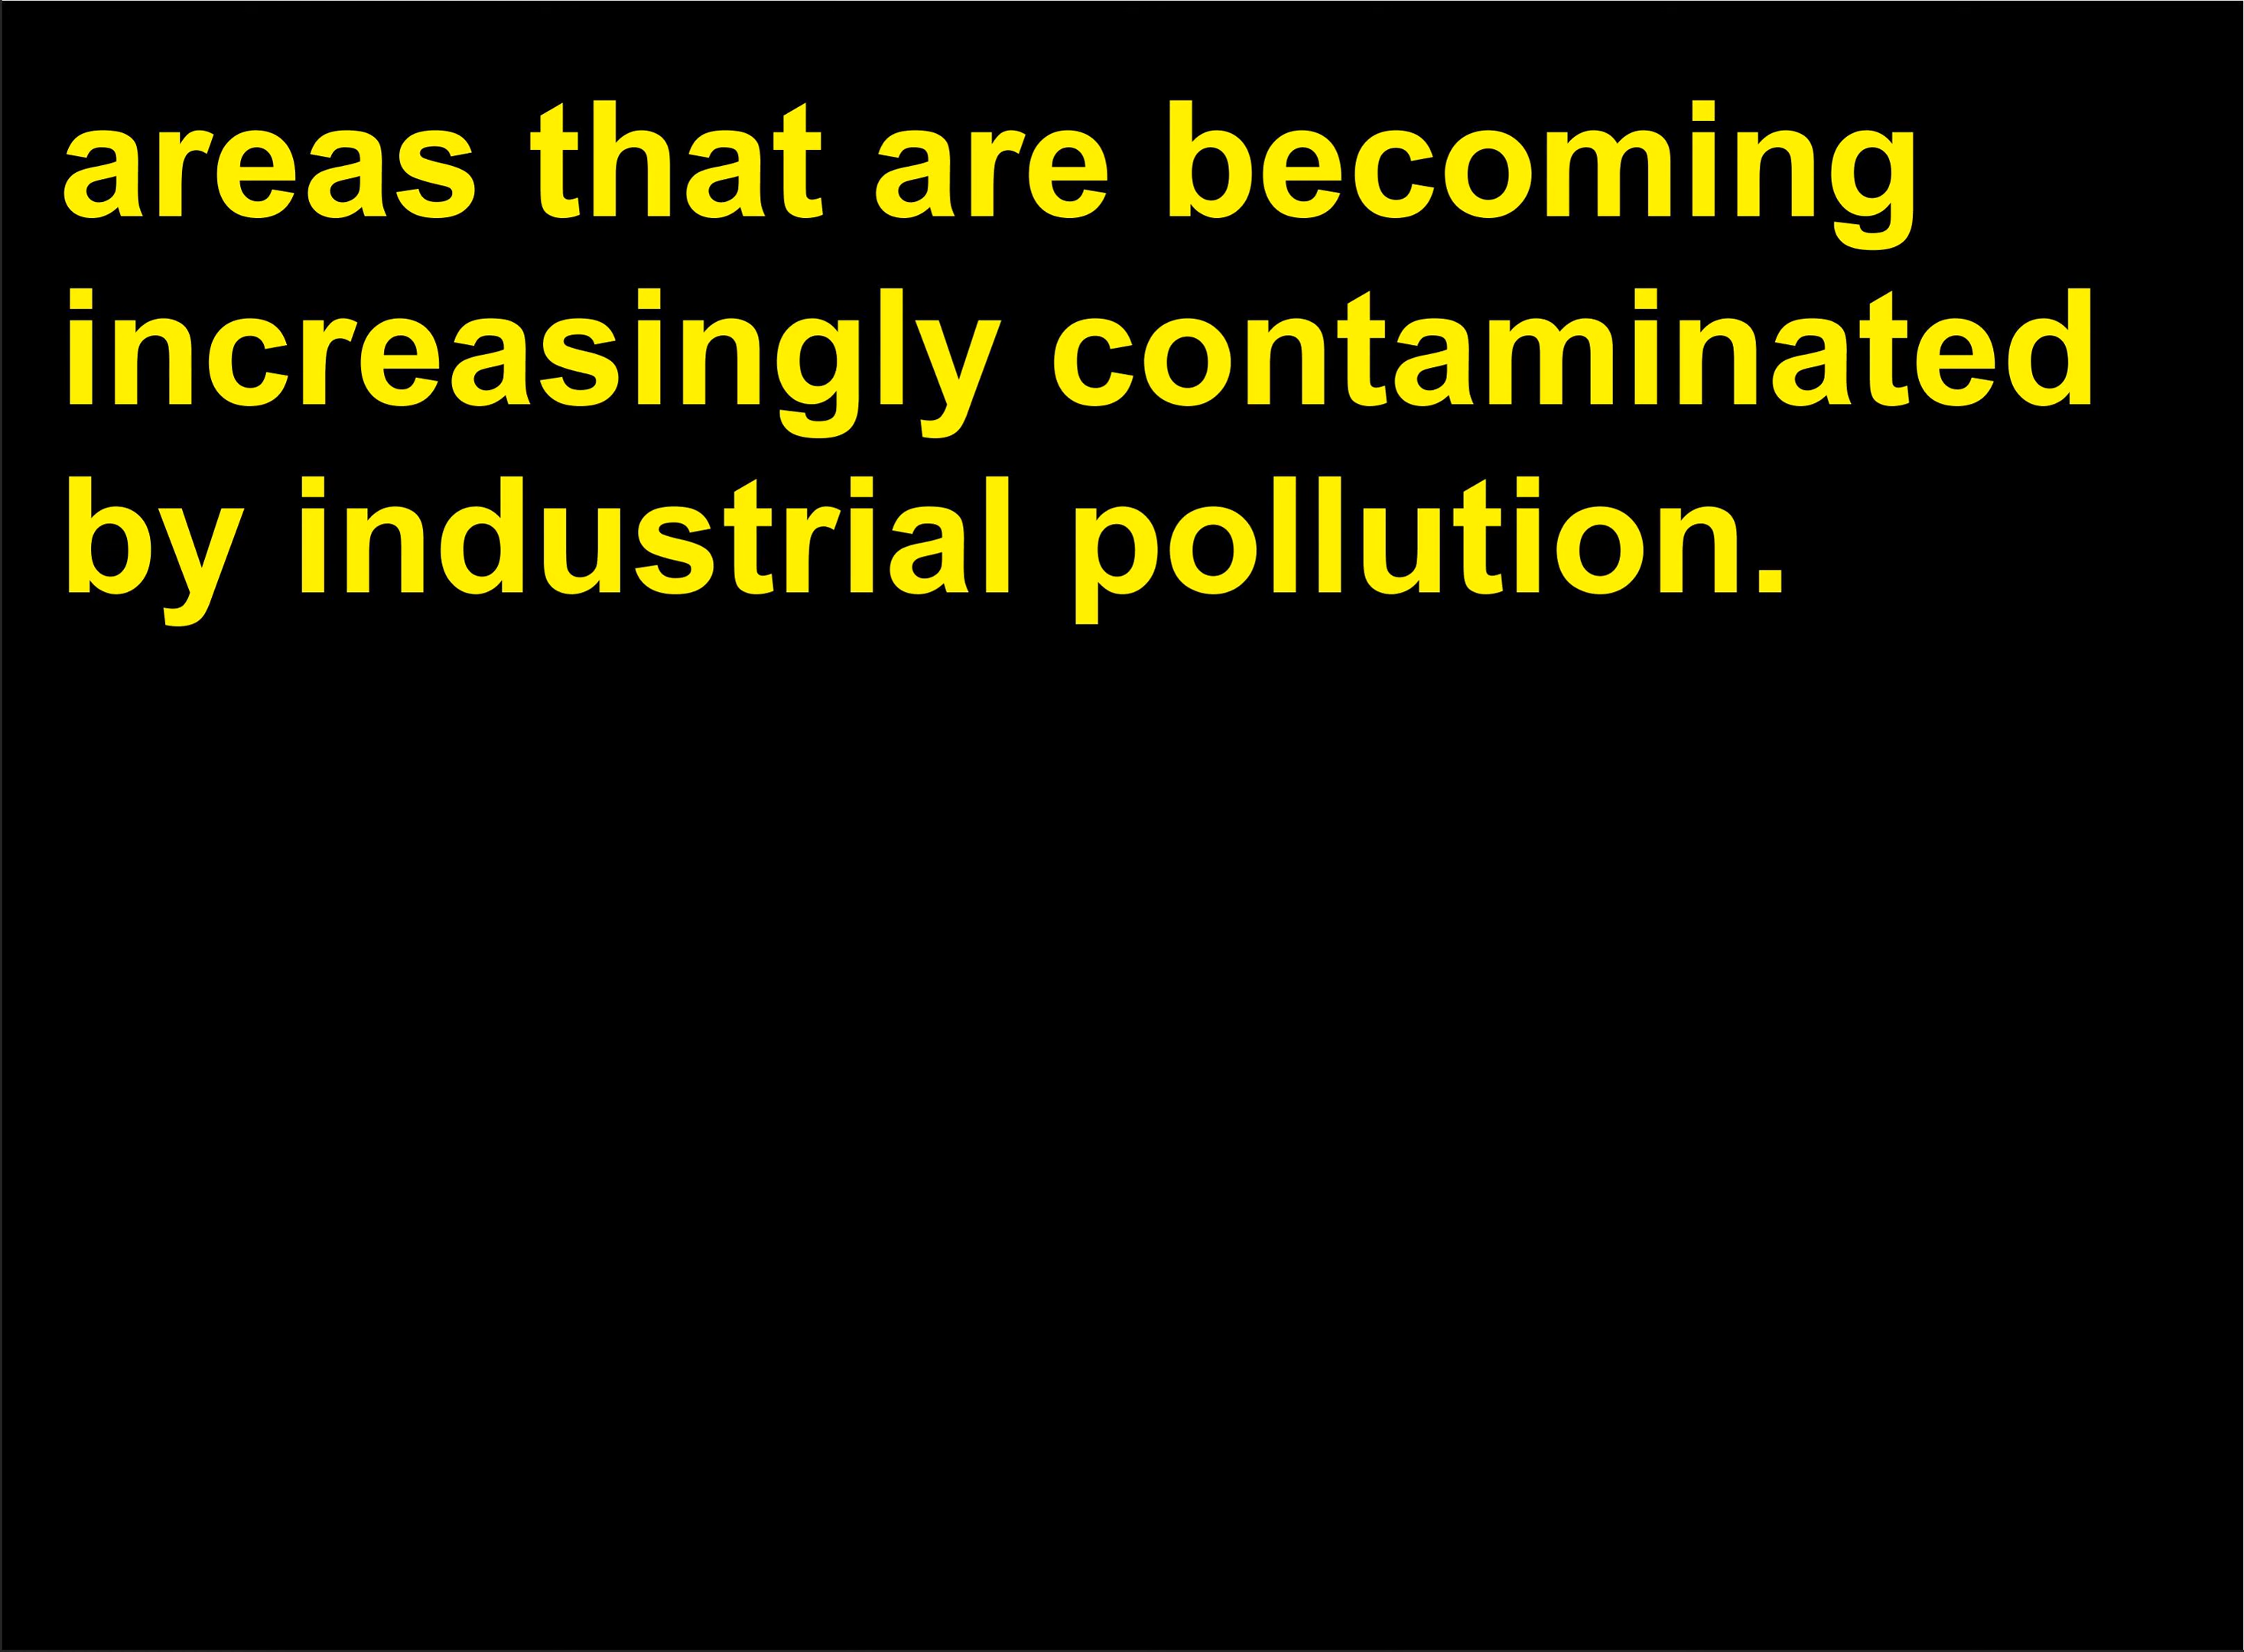 areas that are becoming
increasingly contaminated
by industrial pollution.